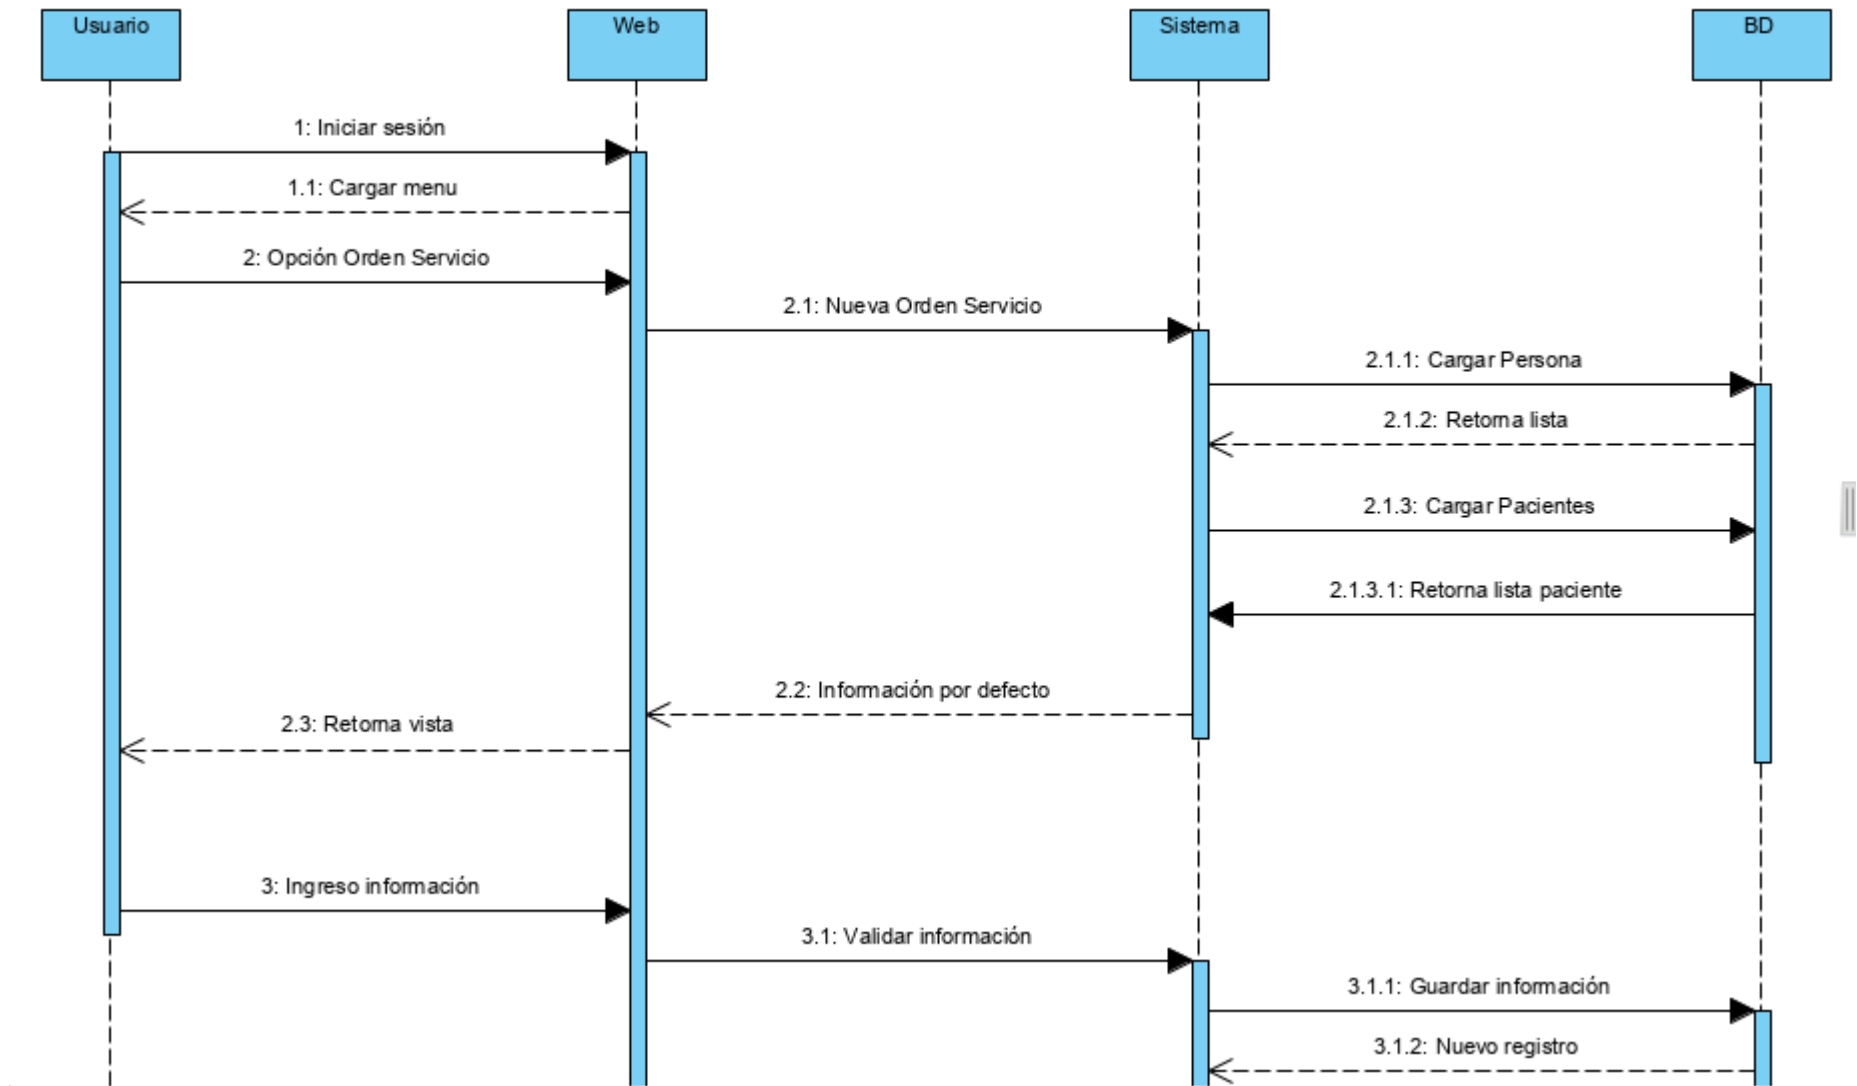 Usuario
Web
Sistema
BD
1: Iniciar sesión
1.1: Cargar menu
2: Opción Orden Servicio
2.1: Nueva Orden Servicio
2.1.1: Cargar Persona
2.1.2: Retorna lista
2.1.3: Cargar Pacientes
2.1.3.1: Retorna lista paciente
2.2: Información por defecto
2.3: Retorna vista
3: Ingreso información
3.1: Validar información
3.1.1: Guardar información
3.1.2: Nuevo registro